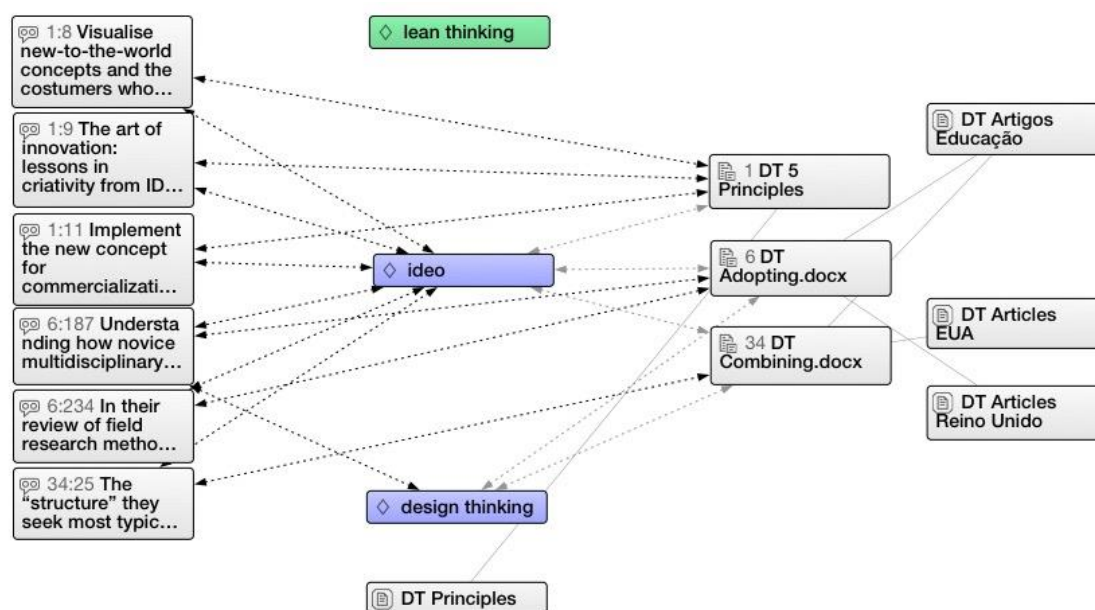 1:8 Visualise
new-to-the-world
concepts and the
costumers who…
1:9 The art of
innovation:
lessons in
criativity from ID…
1:11 Implement
the new concept
for
commercializati…
6:187 Understa
nding how novice
multidisciplinary…
6:234 In their
review of field
research metho…
34:25 The
“structure” they
seek most typic…
lean thinking
ideo
design thinking
DT Principles
1 DT 5
Principles
6 DT
Adopting.docx
34 DT
Combining.docx
DT Artigos
Educação
DT Articles
EUA
DT Articles
Reino Unido